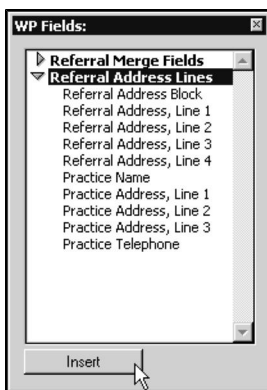 WP Fields:
Referral Merge Fields
Referral Address Lines
Referral Address Block
Referral Address, Line 1
Referral Address, Line 2
Referral Address, Line 3
Referral Address, Line 4
Practice Name
Practice Address, Line 1
Practice Address, Line 2
Practice Address, Line 3
Practice Telephone
Insert